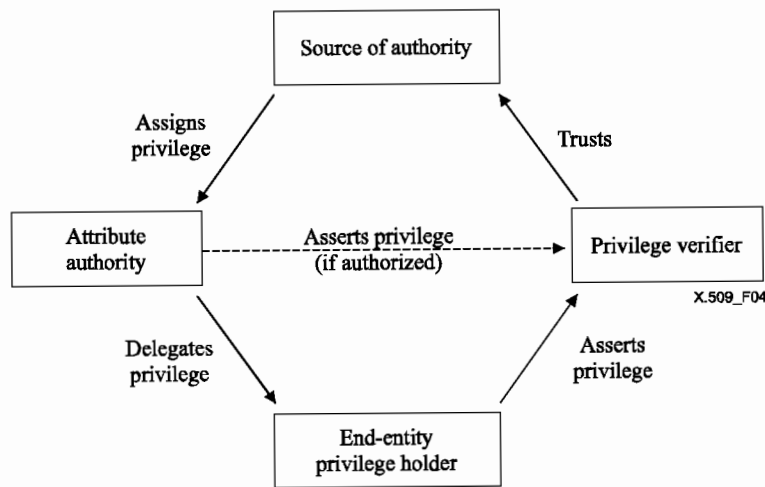 Source of authority
Assigns
privilege
Trusts
Attribute
authority
Asserts privilege
(if authorized)
Privilege verifier
X.509_F04
Delegates
privilege
Asserts
privilege
End-entity
privilege holder